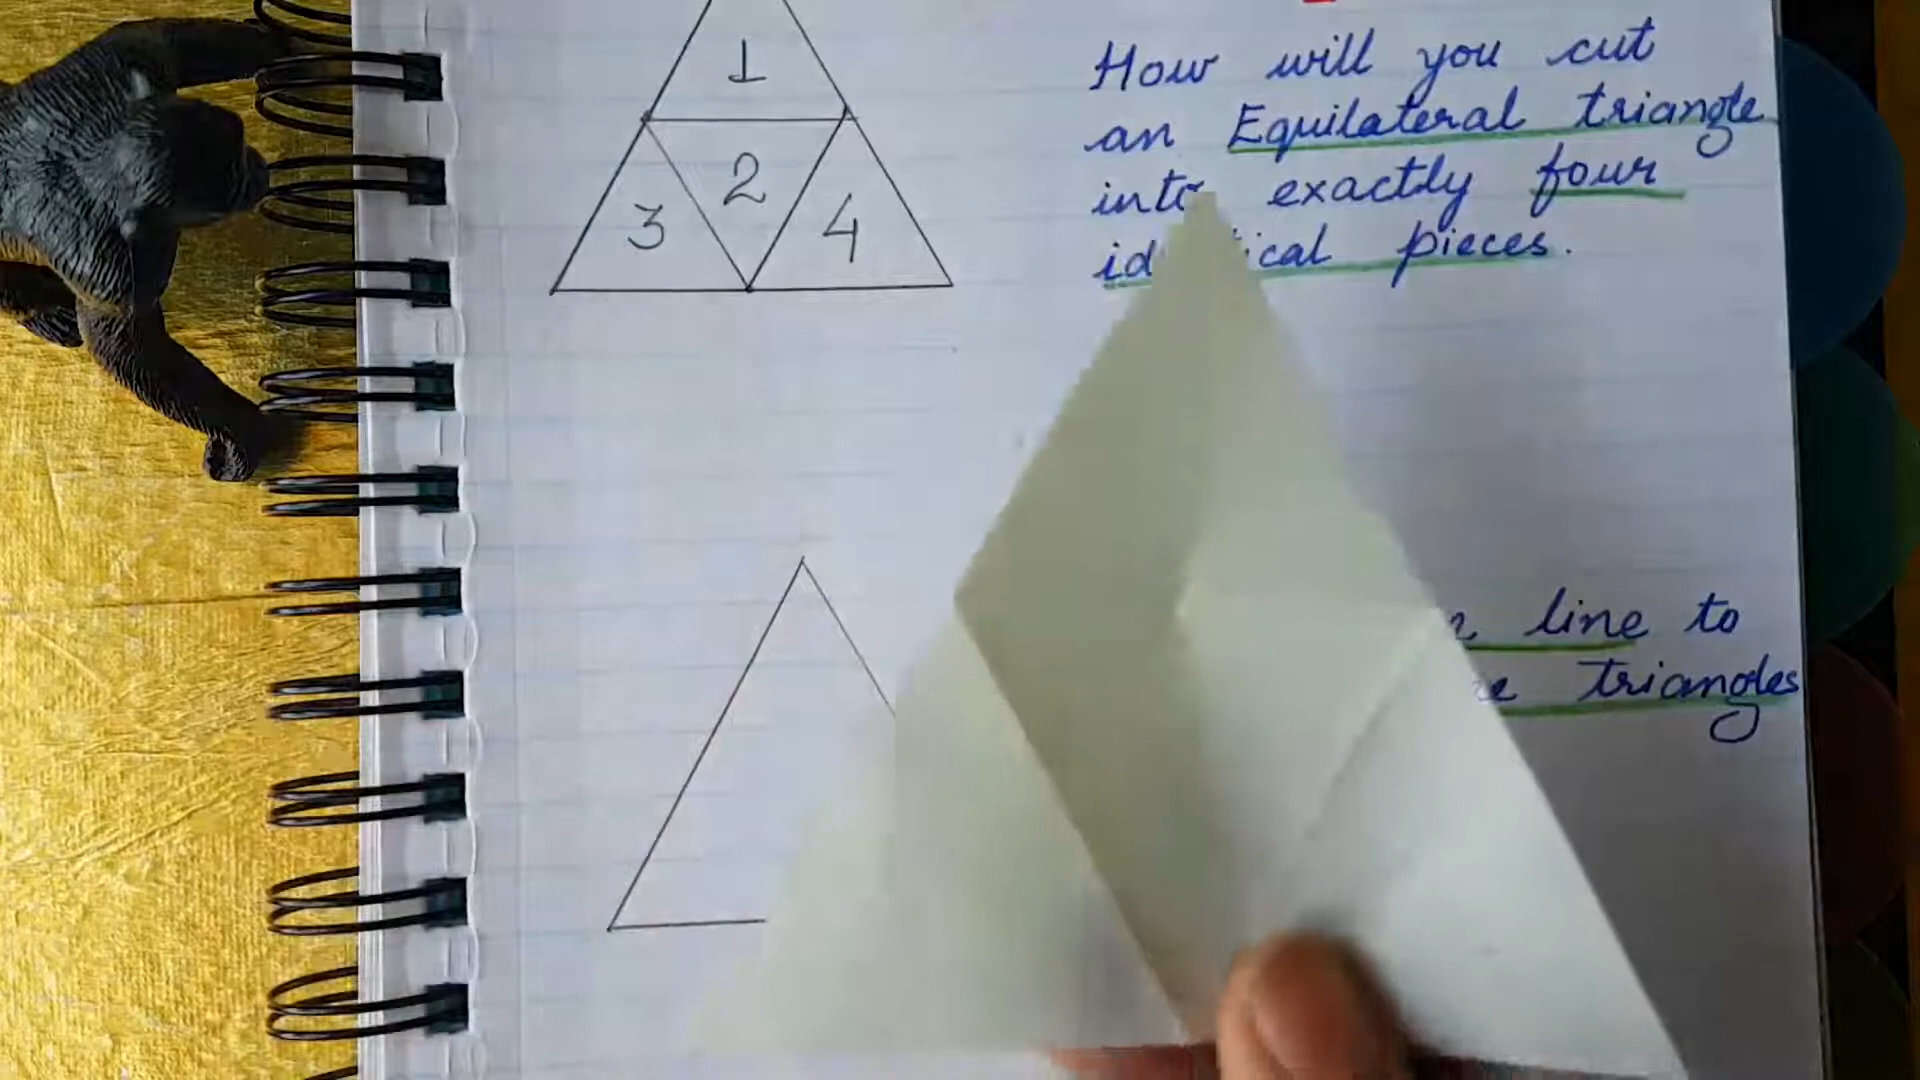 1
2
3
4
How will you cut
an Equilateral triangle
into exactly four
pieces.
line to
triangles